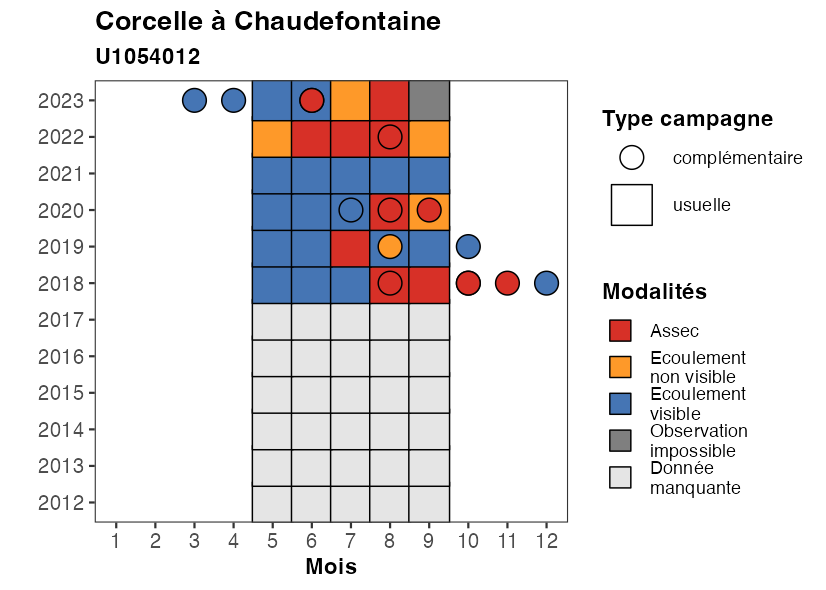 Corcelle à Chaudefontaine
U1054012
2023
2022
2021
2020
2019
2018
2017
2016
2015
2014
2013
2012
1 2 3 4 5 6 7 8 9 10 11 12
Mois
Type campagne
complémentaire
usuelle
Modalités
Assec
Ecoulement
non visible
Ecoulement
visible
Observation
impossible
Donnée
manquante